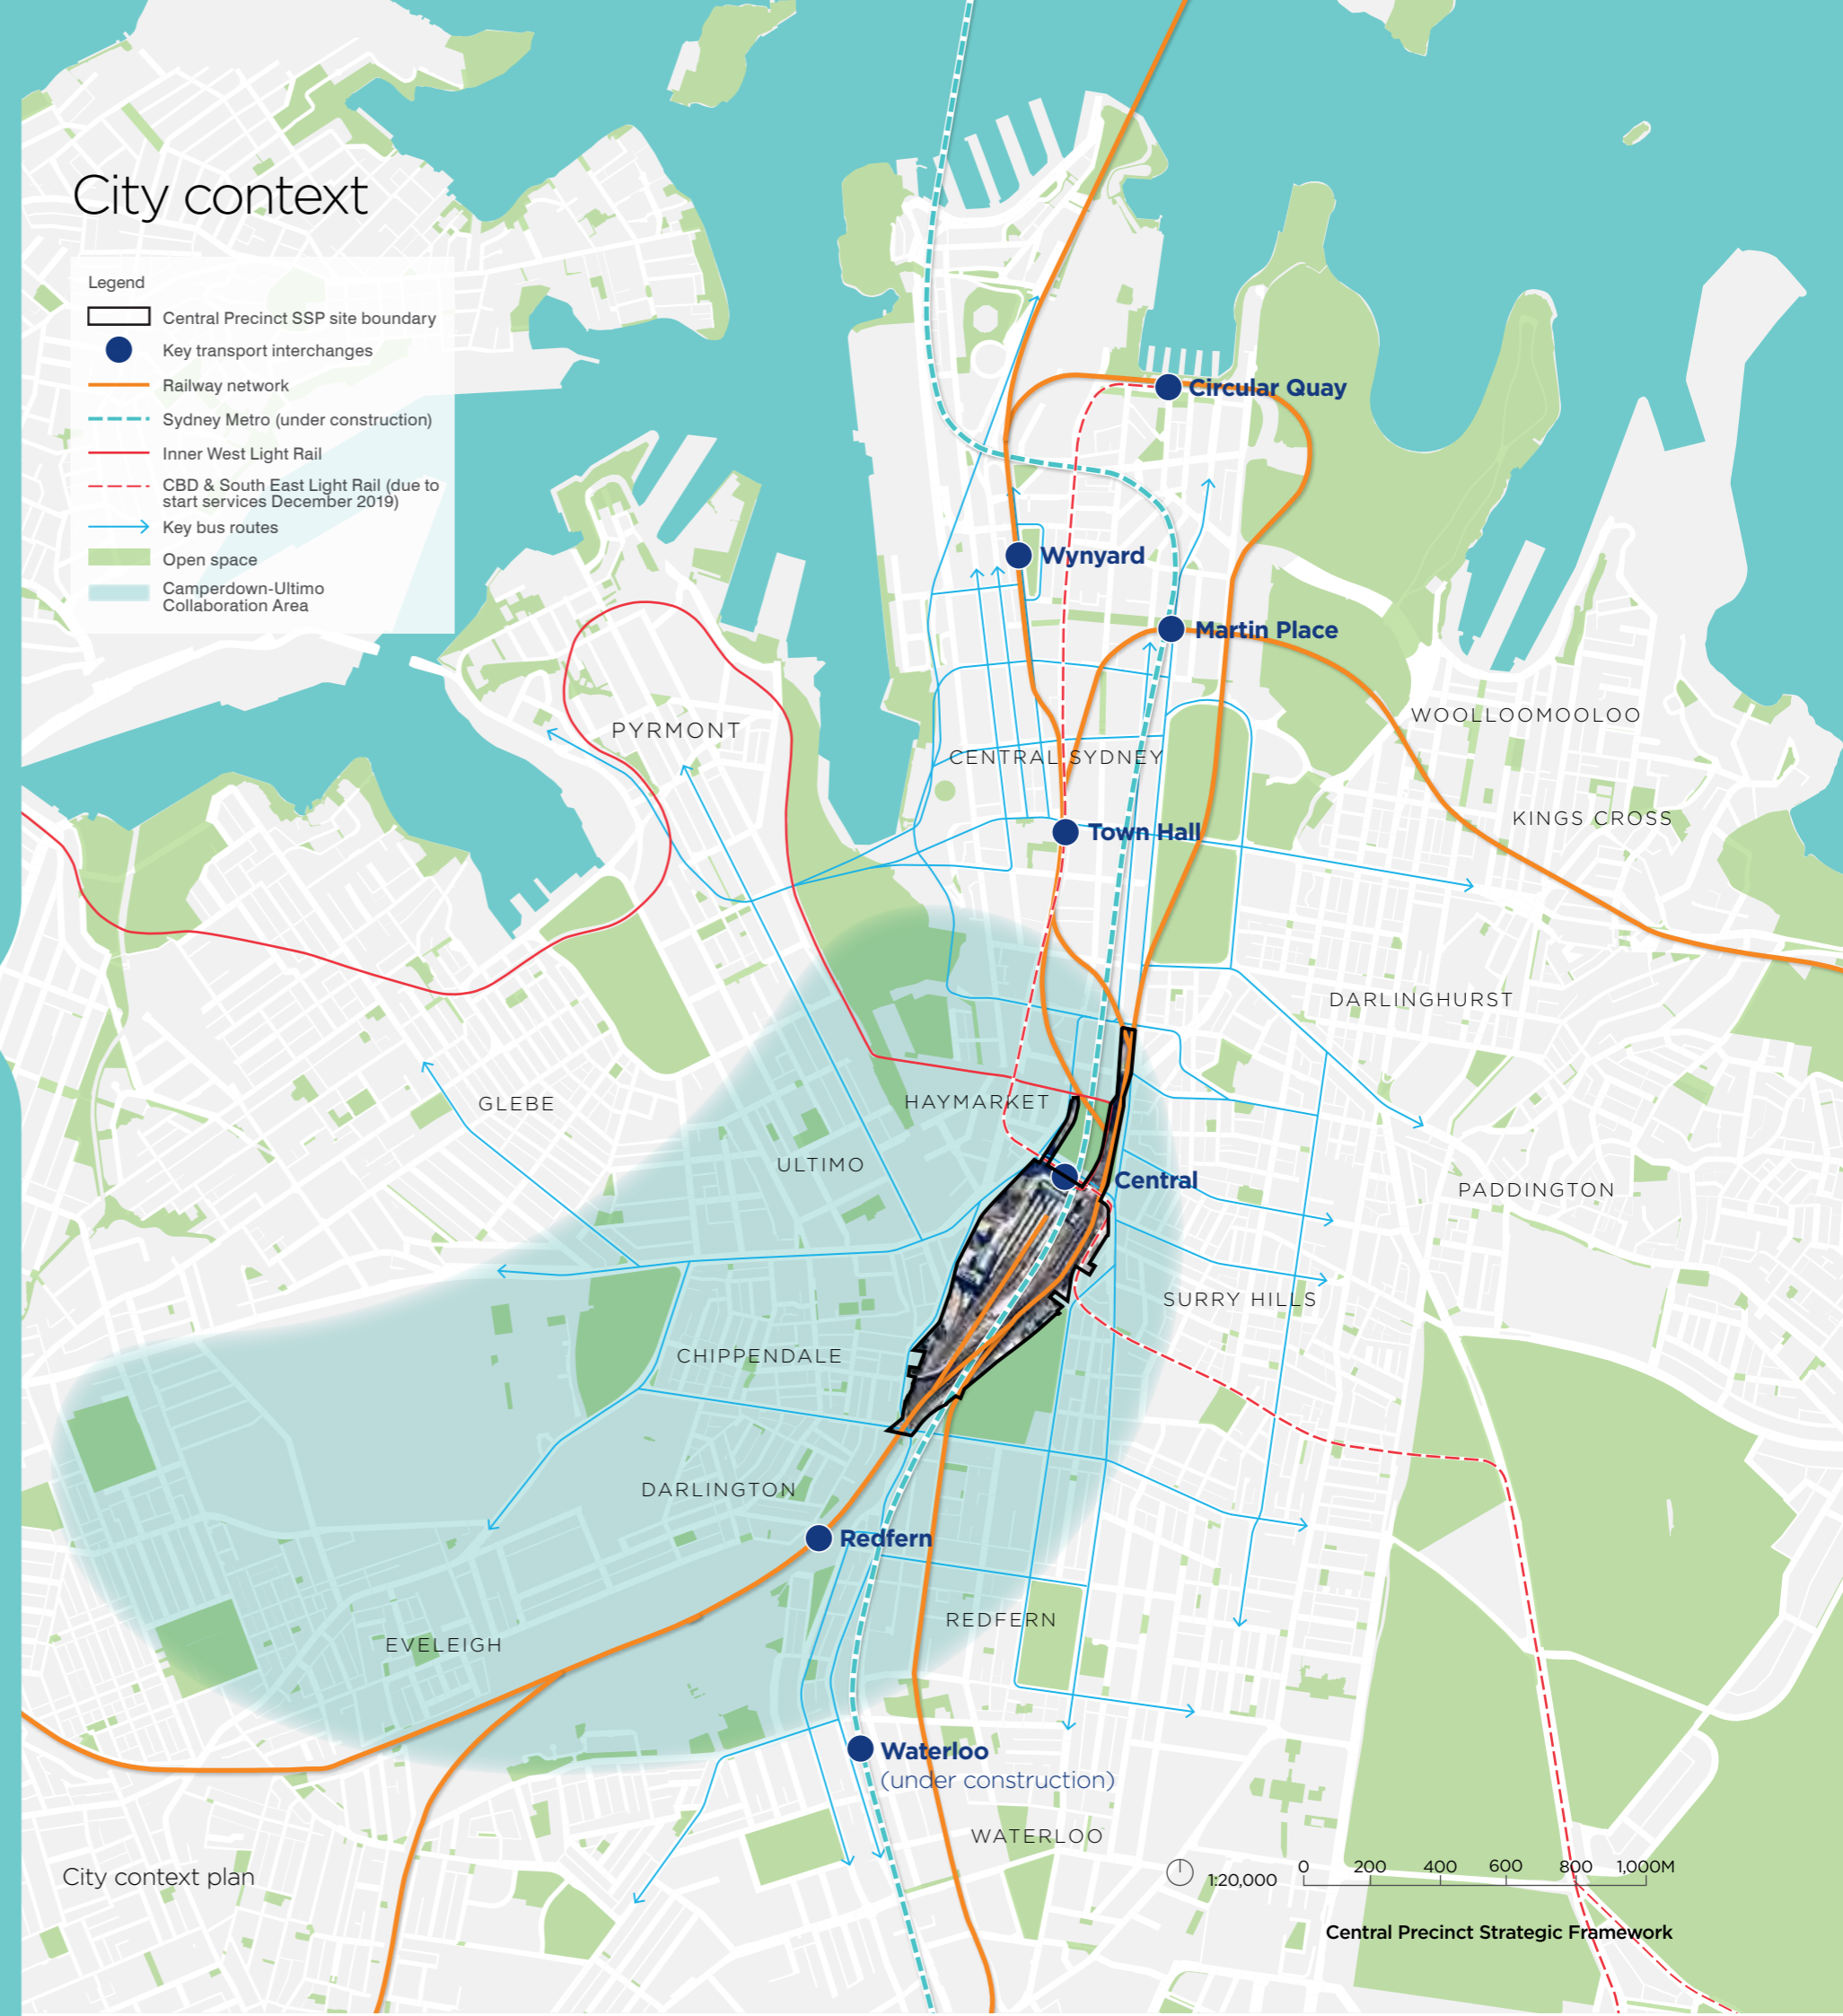 City context
Legend
Central Precinct SSP site boundary
Key transport interchanges
Railway network
Sydney Metro (under construction)
Inner West Light Rail
CBD & South East Light Rail (due to
start services December 2019)
Key bus routes
Open space
Camperdown-Ultimo
Collaboration Area
Circular Quay
Wynyard
Martin Place
WOOLLOOMOOLOO
PYRMONT
CENTRAL SYDNEY
KINGS CROSS
Town Hall
DARLINGHURST
GLEBE
HAYMARKET
ULTIMO
Central
PADDINGTON
SURRY HILLS
CHIPPENDALE
DARLINGTON
Redfern
REDFERN
EVELEIGH
Waterloo
(under construction)
WATERLOO
City context plan
1:20,000
0 200 400 600 800 1,000M
Central Precinct Strategic Framework